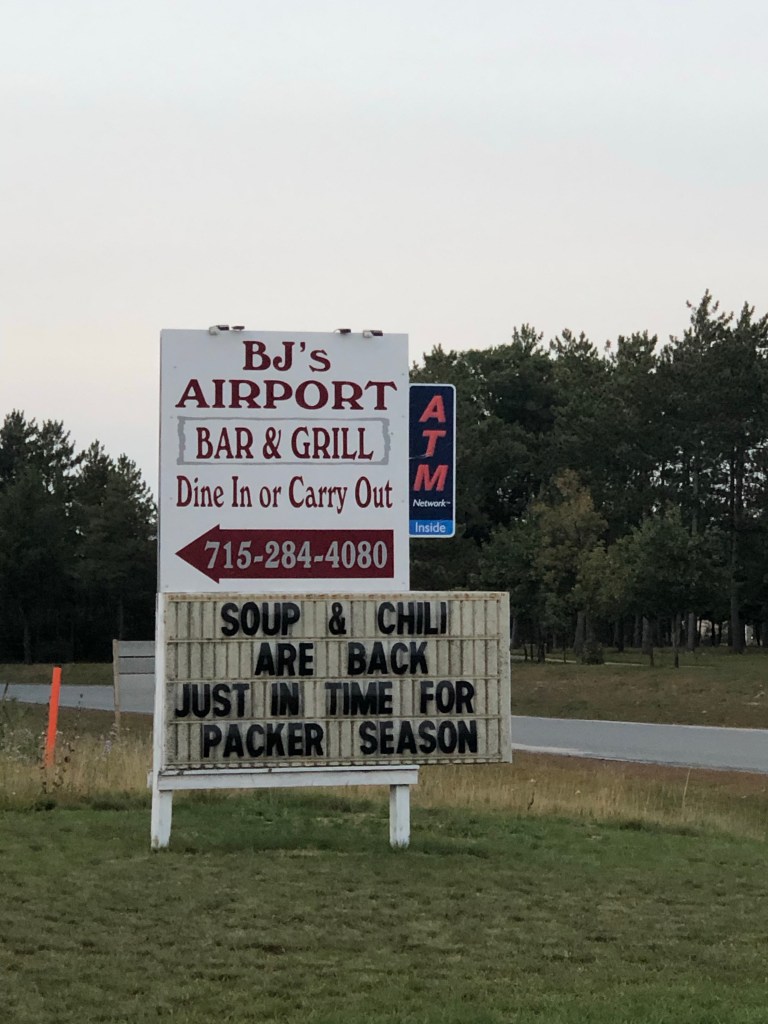 BJ's
AIRPORT
BAR & GRILL
Dine In or Carry Out
715-284-4080
ATM
Network
Inside
SOUP & CHILI
ARE BACK
JUST IN TIME FOR
PACKER SEASON